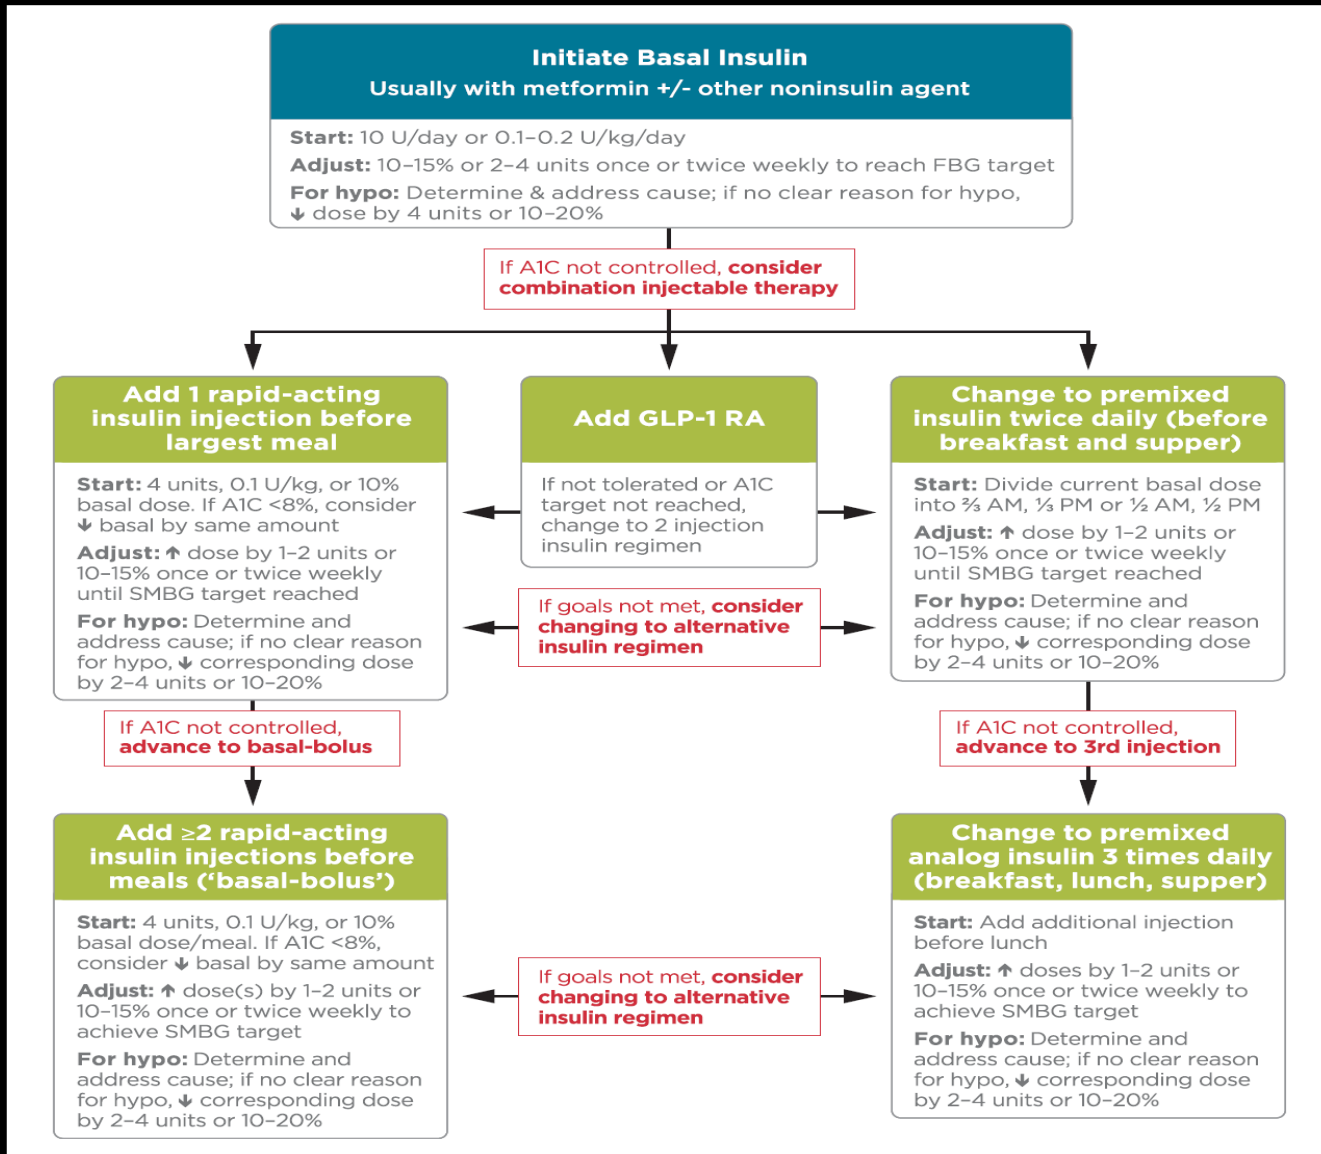 Initiate Basal Insulin
Usually with metformin +/- other noninsulin agent
Start: 10 U/day or 0.1–0.2 U/kg/day
Adjust: 10–15% or 2–4 units once or twice weekly to reach FBG target
For hypo: Determine & address cause; if no clear reason for hypo,
↓ dose by 4 units or 10–20%
If A1C not controlled, consider
combination injectable therapy
Add 1 rapid-acting
insulin injection before
largest meal
Start: 4 units, 0.1 U/kg, or 10%
basal dose. If A1C <8%, consider
↓ basal by same amount
Adjust: ↑ dose by 1–2 units or
10–15% once or twice weekly
until SMBG target reached
For hypo: Determine and
address cause; if no clear reason
for hypo, ↓ corresponding dose
by 2–4 units or 10–20%
Add GLP-1 RA
If not tolerated or A1C
target not reached,
change to 2 injection
insulin regimen
Change to premixed
insulin twice daily (before
breakfast and supper)
Start: Divide current basal dose
into ⅔ AM, ⅓ PM or ½ AM, ½ PM
Adjust: ↑ dose by 1–2 units or
10–15% once or twice weekly
until SMBG target reached
For hypo: Determine and
address cause; if no clear reason
for hypo, ↓ corresponding dose
by 2–4 units or 10–20%
If goals not met, consider
changing to alternative
insulin regimen
If A1C not controlled,
advance to basal-bolus
If A1C not controlled,
advance to 3rd injection
Add ≥2 rapid-acting
insulin injections before
meals (‘basal-bolus’)
Start: 4 units, 0.1 U/kg, or 10%
basal dose/meal. If A1C <8%,
consider ↓ basal by same amount
Adjust: ↑ dose(s) by 1–2 units or
10–15% once or twice weekly to
achieve SMBG target
For hypo: Determine and
address cause; if no clear reason
for hypo, ↓ corresponding dose
by 2–4 units or 10–20%
If goals not met, consider
changing to alternative
insulin regimen
Change to premixed
analog insulin 3 times daily
(breakfast, lunch, supper)
Start: Add additional injection
before lunch
Adjust: ↑ doses by 1–2 units or
10–15% once or twice weekly to
achieve SMBG target
For hypo: Determine and
address cause; if no clear reason
for hypo, ↓ corresponding dose
by 2–4 units or 10–20%